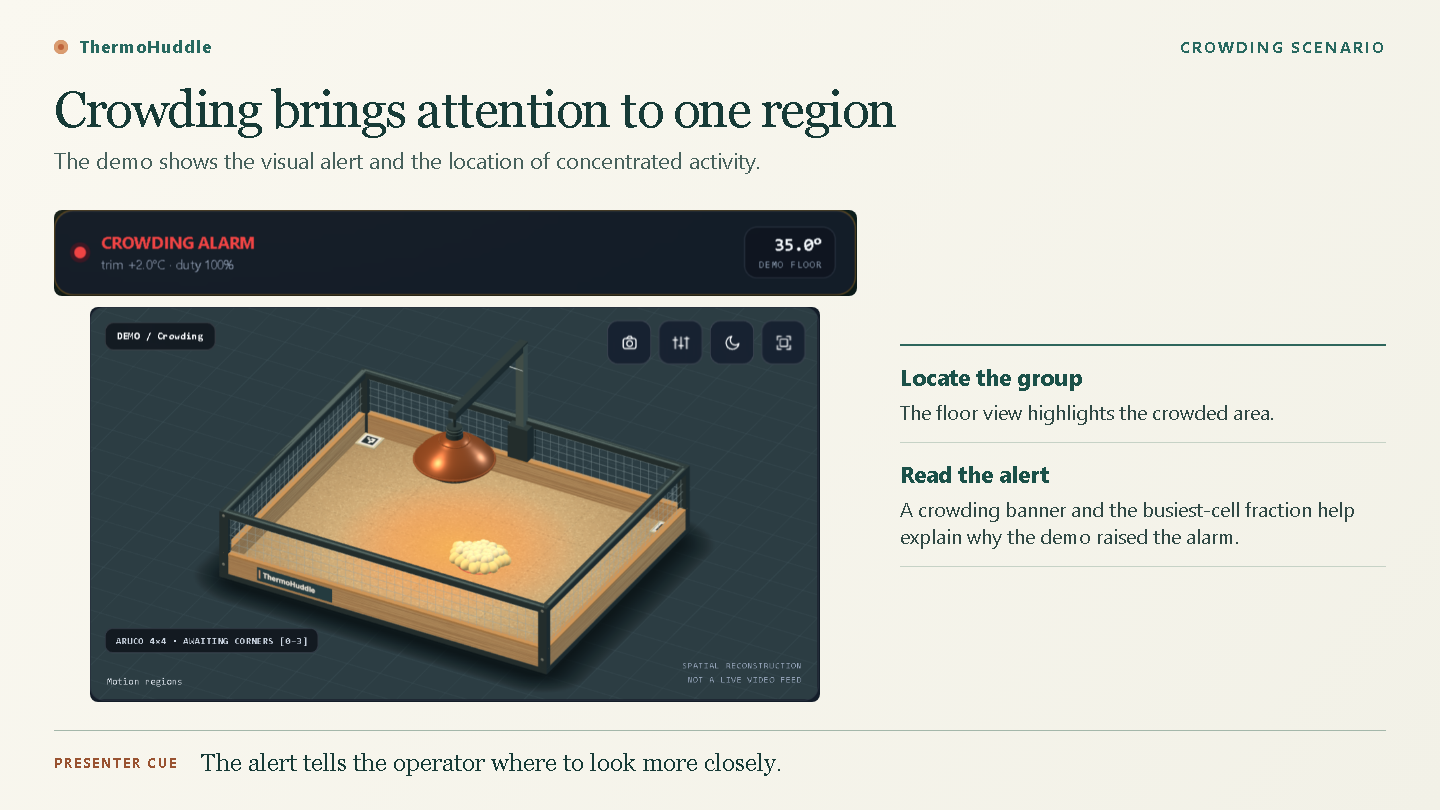 ThermoHuddle
CROWDING SCENARIO
Crowding brings attention to one region
The demo shows the visual alert and the location of concentrated activity.
CROWDING ALARM
trim +2.0°C · duty 100%
35.0°
DEMO FLOOR
DEMO / Crowding
ThermoHuddle
ARUCO 4×4 • AWAITING CORNERS [0–3]
Motion regions
SPATIAL RECONSTRUCTION
NOT A LIVE VIDEO FEED
Locate the group
The floor view highlights the crowded area.
Read the alert
A crowding banner and the busiest-cell fraction help
explain why the demo raised the alarm.
PRESENTER CUE
The alert tells the operator where to look more closely.